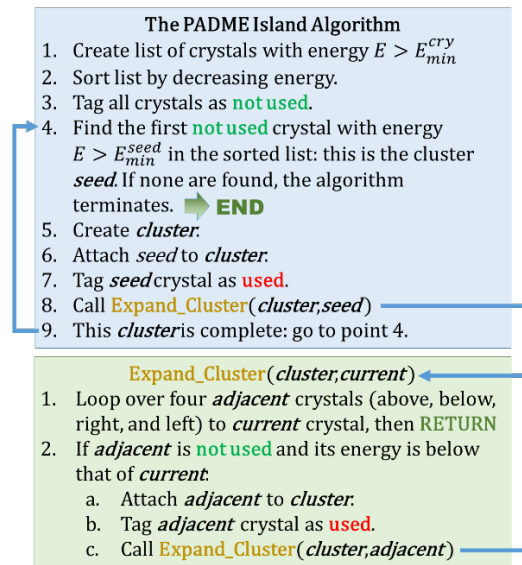 The PADME Island Algorithm
1. Create list of crystals with energy E > E_{min}^{cry}
2. Sort list by decreasing energy.
3. Tag all crystals as not used.
4. Find the first not used crystal with energy
E > E_{min}^{seed} in the sorted list: this is the cluster
seed. If none are found, the algorithm
terminates. END
5. Create cluster.
6. Attach seed to cluster.
7. Tag seed crystal as used.
8. Call Expand_Cluster(cluster,seed)
9. This cluster is complete: go to point 4.
Expand_Cluster(cluster,current)
1. Loop over four adjacent crystals (above, below,
right, and left) to current crystal, then RETURN
2. If adjacent is not used and its energy is below
that of current:
a. Attach adjacent to cluster.
b. Tag adjacent crystal as used.
c. Call Expand_Cluster(cluster,adjacent)